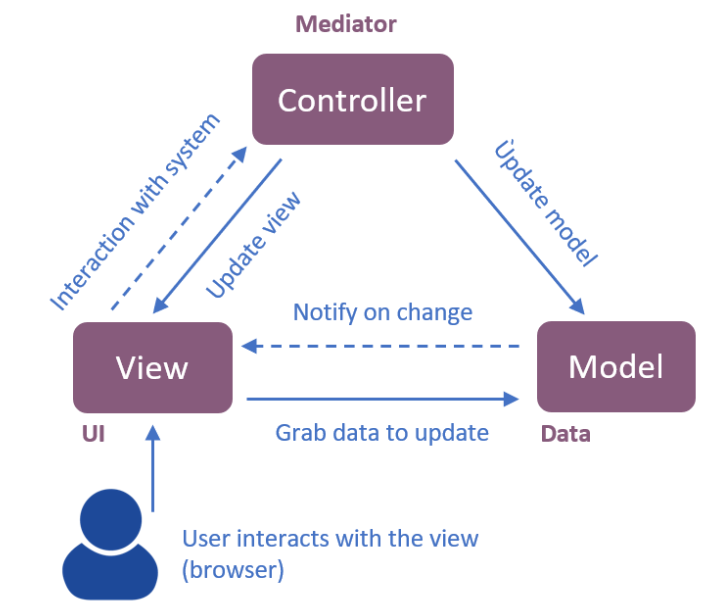 Mediator
Controller
Interaction with system
Update view
Ùpdate model
Notify on change
View
Model
UI
Grab data to update
Data
User interacts with the view
(browser)